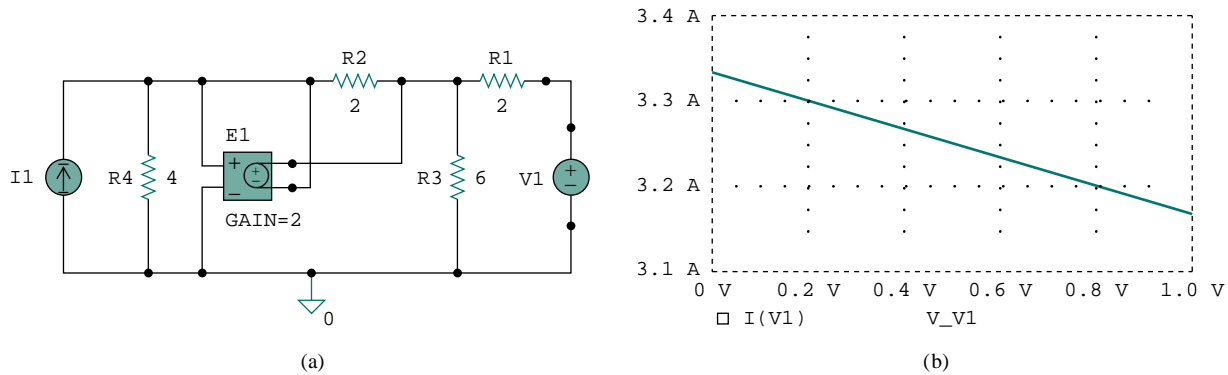 R2
R1
2
2
E1
+
−
+
−
I1
R4
4
R3
6
V1
+
−
GAIN=2
0
(a)
3.4 A
3.3 A
3.2 A
3.1 A
0 V 0.2 V 0.4 V 0.6 V 0.8 V 1.0 V
I(V1)
V_V1
(b)